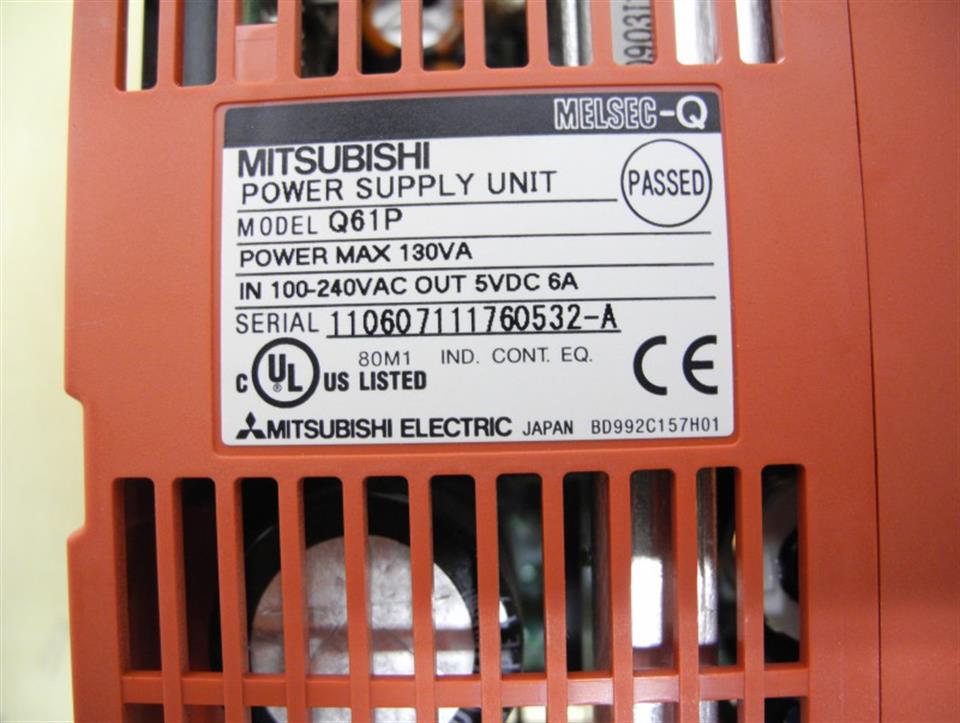 MELSEC-Q
MITSUBISHI
POWER SUPPLY UNIT
PASSED
MODEL Q61P
POWER MAX 130VA
IN 100-240VAC OUT 5VDC 6A
SERIAL 110607111760532-A
80M1 IND. CONT. EQ.
C UL ® US LISTED
CE
MITSUBISHI ELECTRIC JAPAN BD992C157H01